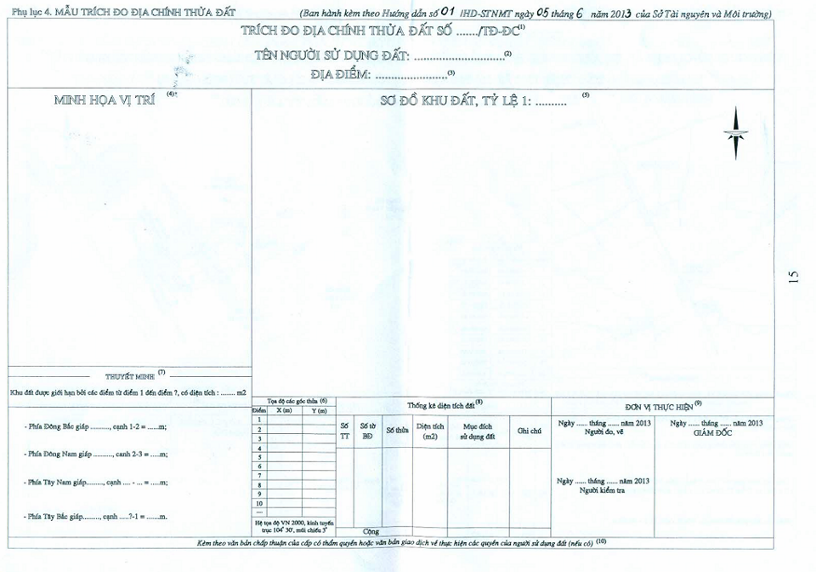 Phụ lục 4. MẪU TRÍCH ĐO ĐỊA CHÍNH THỬA ĐẤT (Ban hành kèm theo Hướng dẫn số 01 /HD-STNMT ngày 05 tháng 6 năm 2013 của Sở Tài nguyên và Môi trường)
TRÍCH ĐO ĐỊA CHÍNH THỬA ĐẤT SỐ ....../TĐ-ĐC(1)
TÊN NGƯỜI SỬ DỤNG ĐẤT: ........................(2)
ĐỊA ĐIỂM: .......................(3)
MINH HỌA VỊ TRÍ (4)
SƠ ĐỒ KHU ĐẤT, TỶ LỆ 1: .......... (5)
15
THUYẾT MINH (7)
Khu đất được giới hạn bởi các điểm từ điểm 1 đến điểm ?, có diện tích : ........ m2
- Phía Đông Bắc giáp .........., cạnh 1-2 = ......m;
- Phía Đông Nam giáp ........., canh 2-3 = .....m;
- Phía Tây Nam giáp........, cạnh .... - ... = .....m;
- Phía Tây Bắc giáp........, cạnh ....?-1 = ......m.
Tọa độ các góc thửa (6)
Điểm X (m) Y (m)
1
2
3
4
5
6
7
8
9
10
...
Hệ tọa độ VN 2000, kinh tuyến
trục 104° 30', múi chiếu 3°
Thống kê diện tích đất(8)
Số TT
Số tờ BĐ
Số thửa
Diện tích (m2)
Mục đích sử dụng đất
Ghi chú
Cộng
ĐƠN VỊ THỰC HIỆN (9)
Ngày ...... tháng ...... năm 2013
Người đo, vẽ
Ngày ...... tháng ...... năm 2013
Người kiểm tra
Ngày ...... tháng ...... năm 2013
GIÁM ĐỐC
Kèm theo văn bản chấp thuận của cấp có thẩm quyền hoặc văn bản giao dịch về thực hiện các quyền của người sử dụng đất (nếu có) (10)